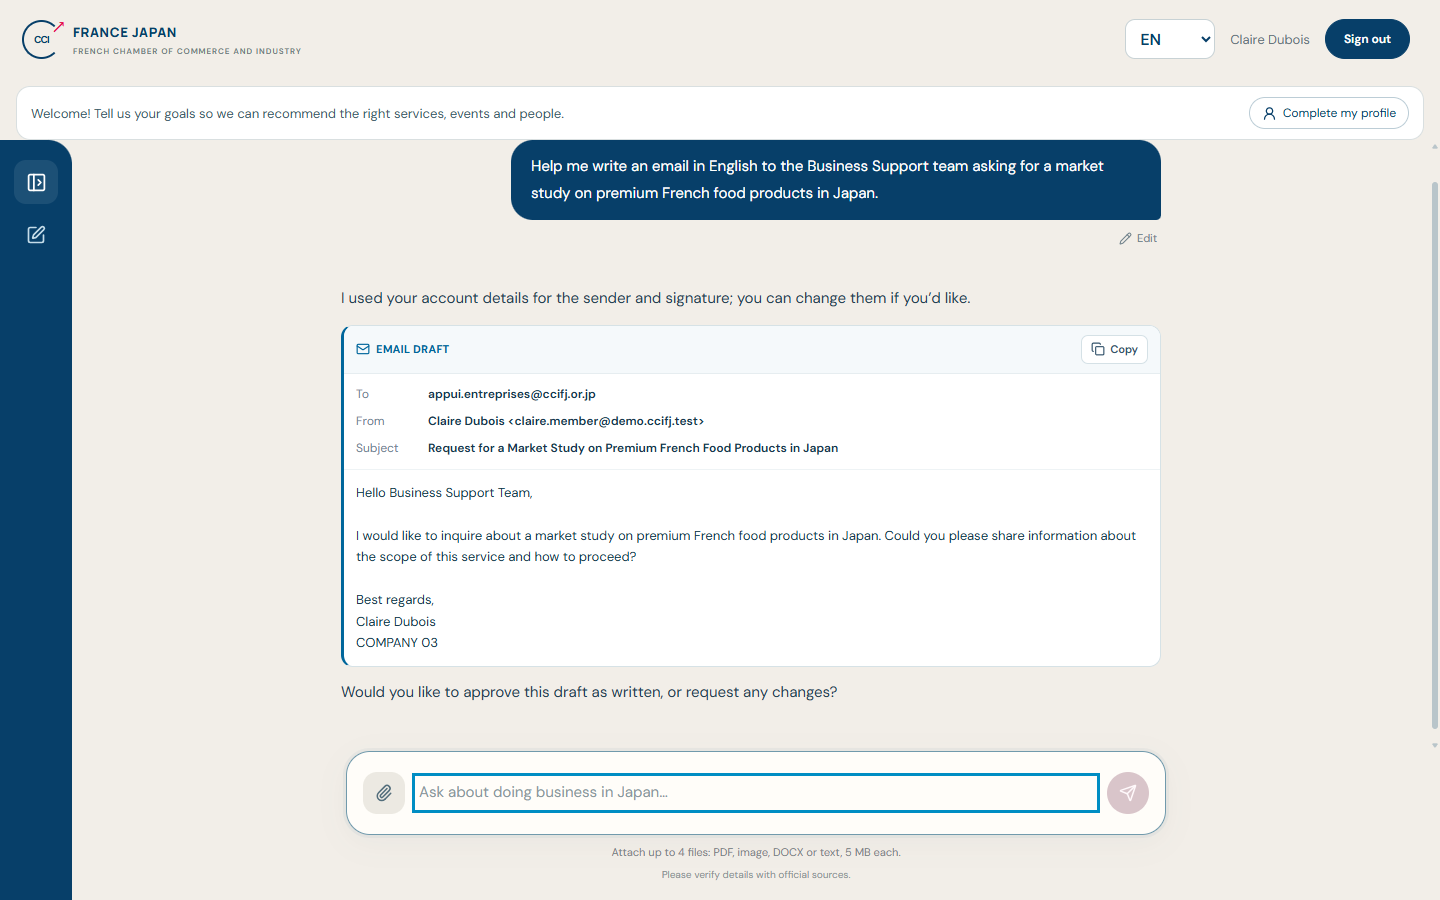 CCI
FRANCE JAPAN
FRENCH CHAMBER OF COMMERCE AND INDUSTRY
EN
Claire Dubois
Sign out
Welcome! Tell us your goals so we can recommend the right services, events and people.
Complete my profile
Help me write an email in English to the Business Support team asking for a market
study on premium French food products in Japan.
Edit
I used your account details for the sender and signature; you can change them if you’d like.
EMAIL DRAFT
Copy
To appui.entreprises@ccifj.or.jp
From Claire Dubois <claire.member@demo.ccifj.test>
Subject Request for a Market Study on Premium French Food Products in Japan
Hello Business Support Team,
I would like to inquire about a market study on premium French food products in Japan. Could you please share information about
the scope of this service and how to proceed?
Best regards,
Claire Dubois
COMPANY 03
Would you like to approve this draft as written, or request any changes?
Ask about doing business in Japan...
Attach up to 4 files: PDF, image, DOCX or text, 5 MB each.
Please verify details with official sources.